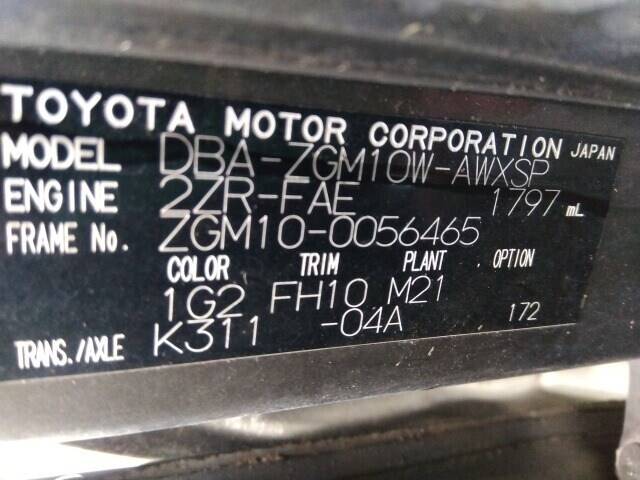 TOYOTA MOTOR CORPORATION JAPAN
MODEL DBA-ZGM10W-AWXSP
ENGINE 2ZR-FAE 1797 mL
FRAME No. ZGM10-0056465
COLOR TRIM PLANT OPTION
1G2 FH10 M21
TRANS./AXLE K311 -04A 172